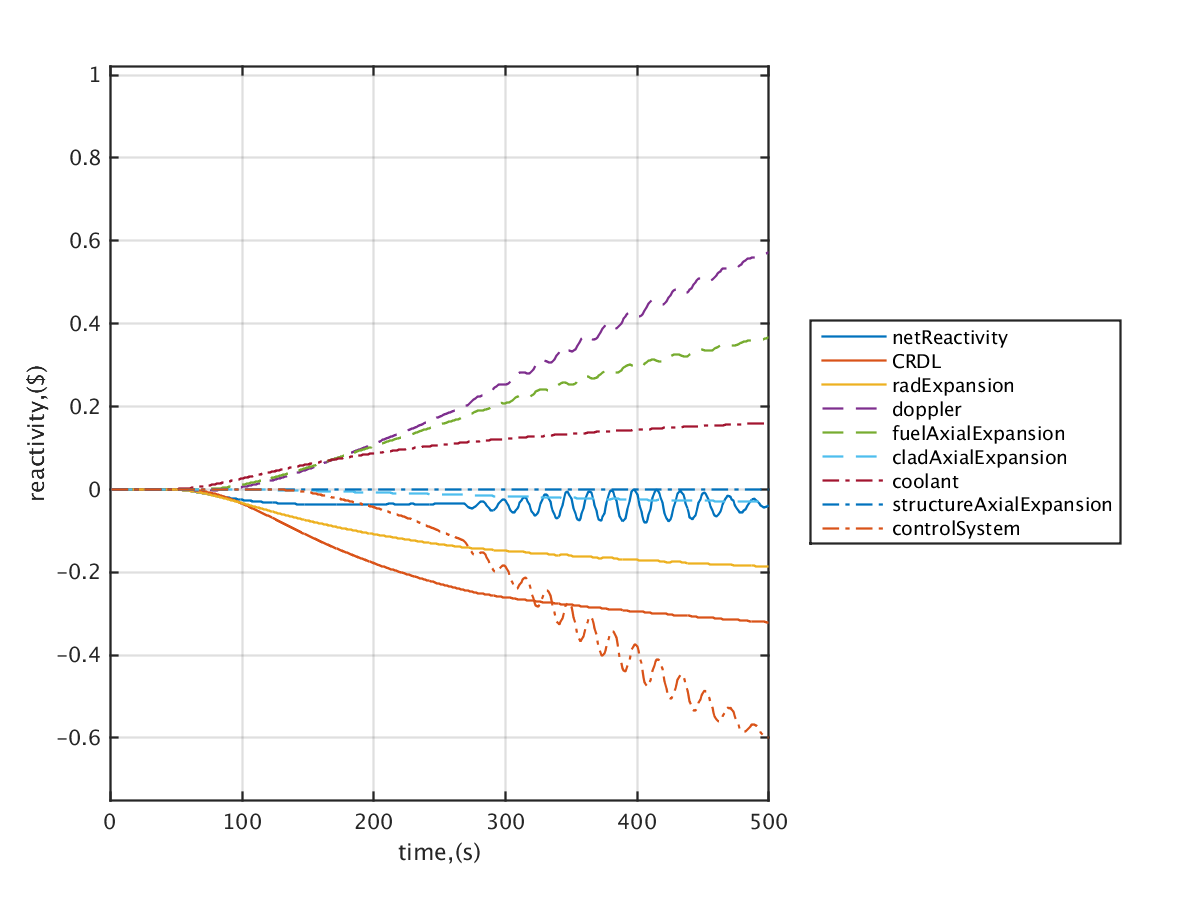 1
0.8
0.6
0.4
0.2
0
−0.2
−0.4
−0.6
reactivity,($)
0 100 200 300 400 500
time,(s)
netReactivity
CRDL
radExpansion
doppler
fuelAxialExpansion
cladAxialExpansion
coolant
structureAxialExpansion
controlSystem